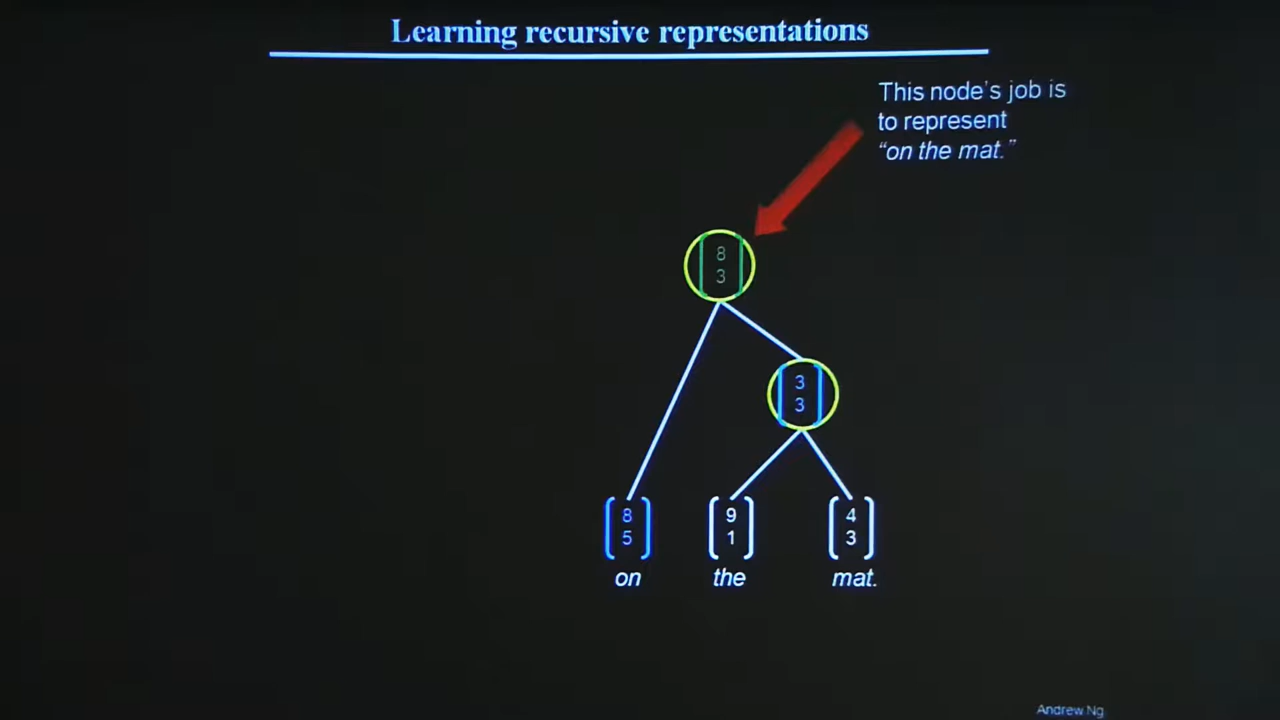 Learning recursive representations
This node's job is
to represent
“on the mat.”
8
3
3
3
8
5
9
1
4
3
on
the
mat.
Andrew Ng